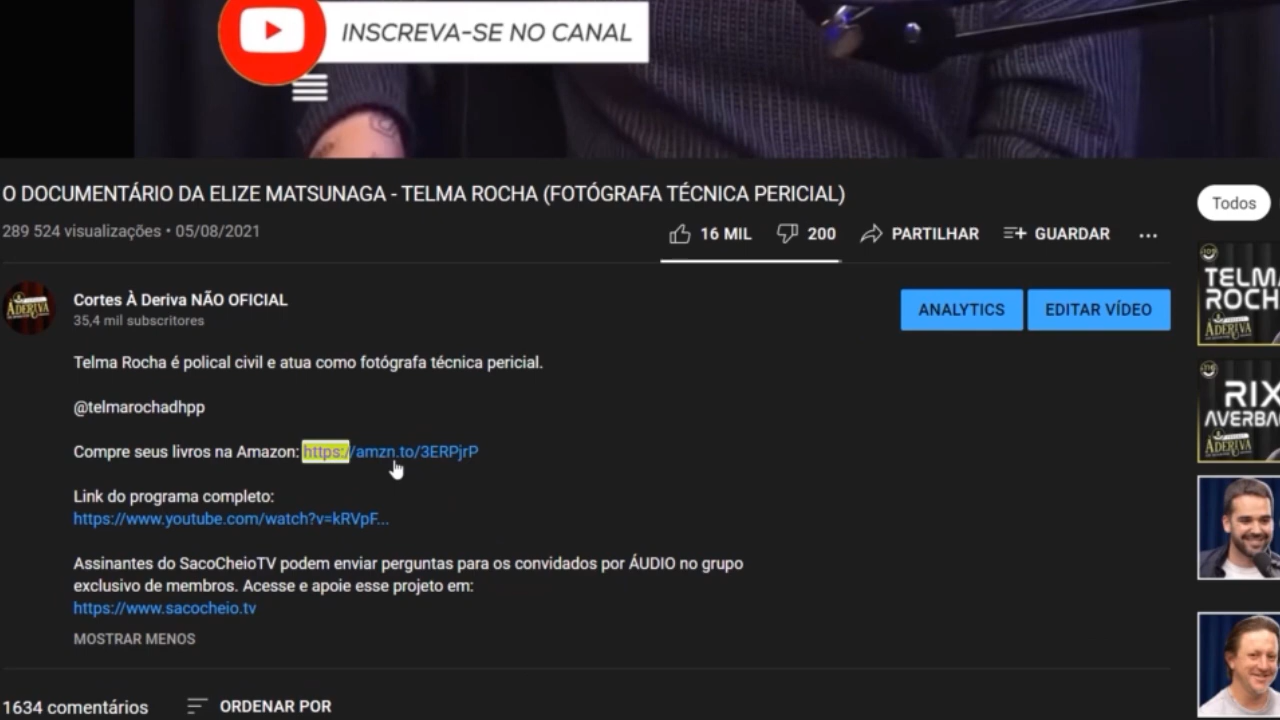 INSCREVA-SE NO CANAL
O DOCUMENTÁRIO DA ELIZE MATSUNAGA - TELMA ROCHA (FOTÓGRAFA TÉCNICA PERICIAL)
289 524 visualizações • 05/08/2021
16 MIL 200 PARTILHAR GUARDAR ...
Todos
Cortes À Deriva NÃO OFICIAL
35,4 mil subscritores
ANALYTICS EDITAR VÍDEO
ADERIVA
TELMA
ROCH
ADERIVA
Telma Rocha é polical civil e atua como fotógrafa técnica pericial.
@telmarochadhpp
RIX
AVERBA
ADERIVA
Compre seus livros na Amazon: https://amzn.to/3ERPjrP
Link do programa completo:
https://www.youtube.com/watch?v=kRVpF...
Assinantes do SacoCheioTV podem enviar perguntas para os convidados por ÁUDIO no grupo
exclusivo de membros. Acesse e apoie esse projeto em:
https://www.sacocheio.tv
MOSTRAR MENOS
1634 comentários ORDENAR POR